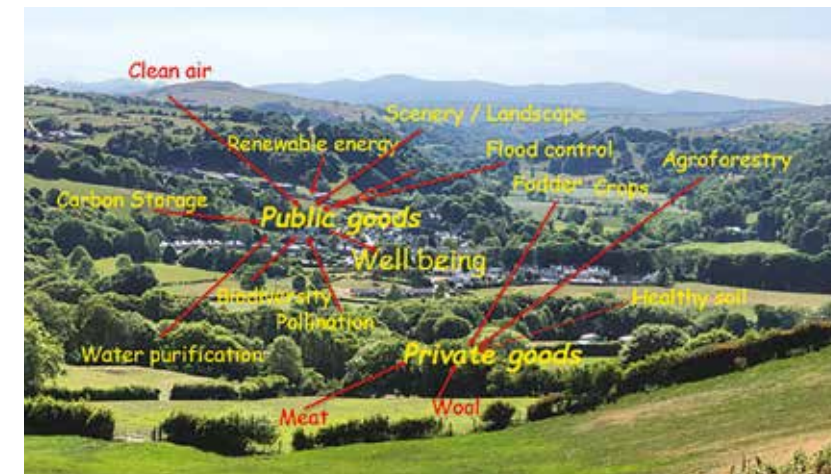 Clean air
Scenery / Landscape
Renewable energy
Flood control
Agroforestry
Fodder Crops
Carbon Storage
Public goods
Well being
Biodiversity
Healthy soil
Pollination
Water purification
Private goods
Meat
Wool